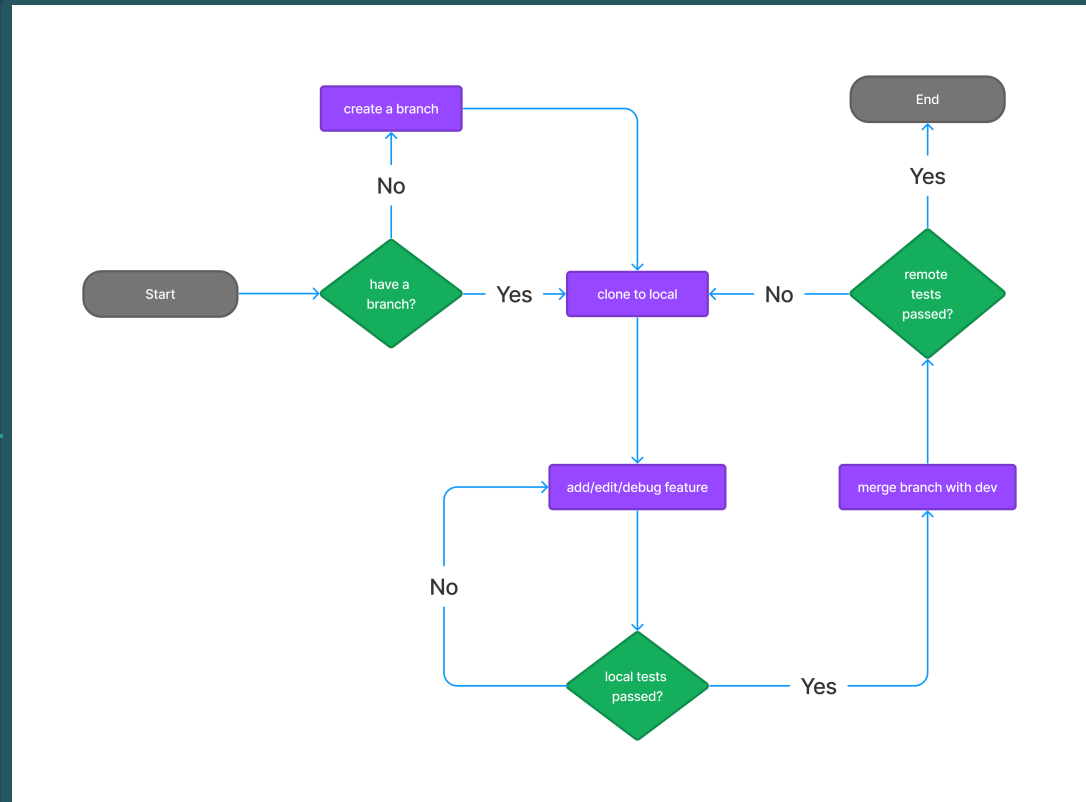 create a branch
End
No
Yes
Start
have a
branch?
Yes
clone to local
No
remote
tests
passed?
add/edit/debug feature
merge branch with dev
No
local tests
passed?
Yes